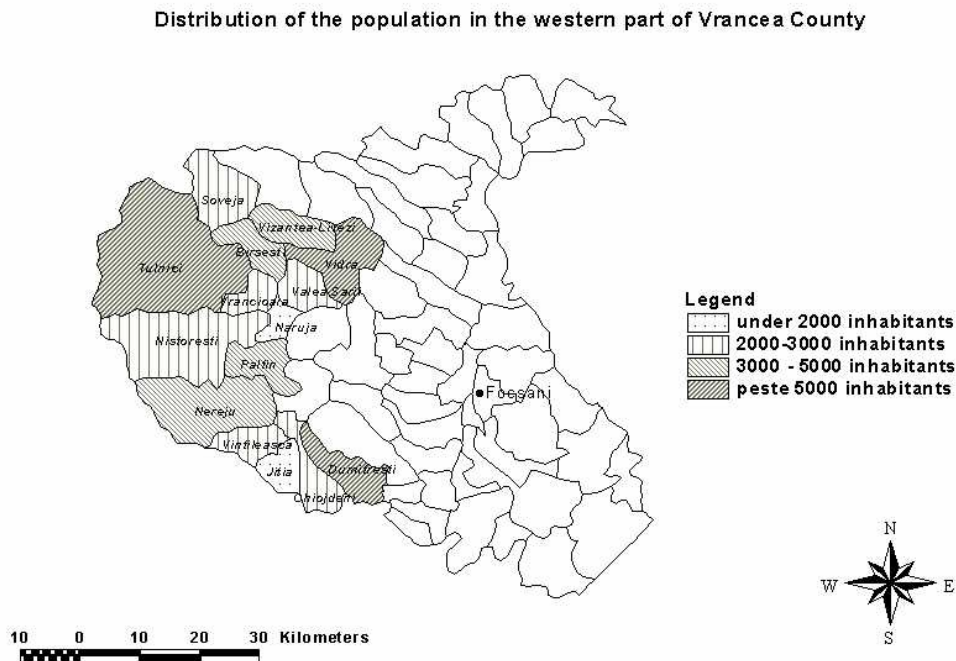 Distribution of the population in the western part of Vrancea County
Soveja
Vizantea-Livezi
Birsesti
Vidra
Tulnici
Valea Sarii
Vrancioaia
Naruja
Nistoresti
Paltin
Nereju
Vintileasca
Jitia
Dumitresti
Chiojdeni
Focsani
Legend
under 2000 inhabitants
2000-3000 inhabitants
3000 - 5000 inhabitants
peste 5000 inhabitants
N
W
E
S
10 0 10 20 30 Kilometers